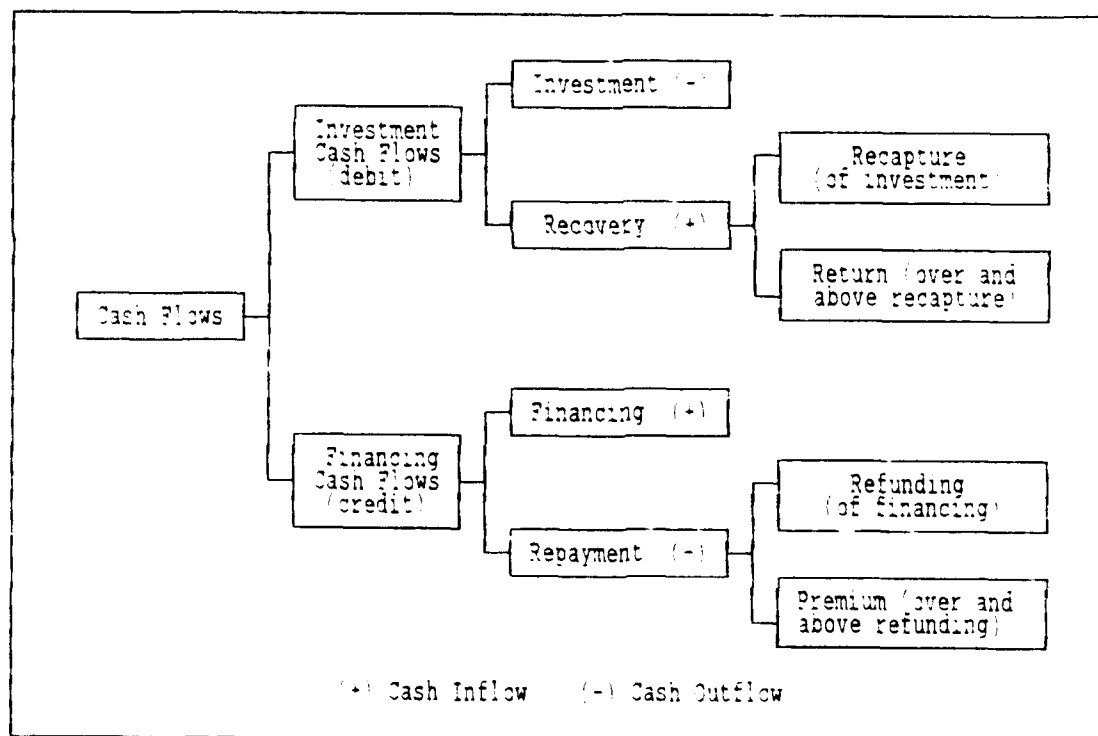 Investment (-)
Investment
Cash Flows
(debit)
Recapture
(of investment)
Recovery (+)
Return (over and
above recapture)
Cash Flows
Financing (+)
Financing
Cash Flows
(credit)
Refunding
(of financing)
Repayment (-)
Premium (over and
above refunding)
(+) Cash Inflow (-) Cash Outflow